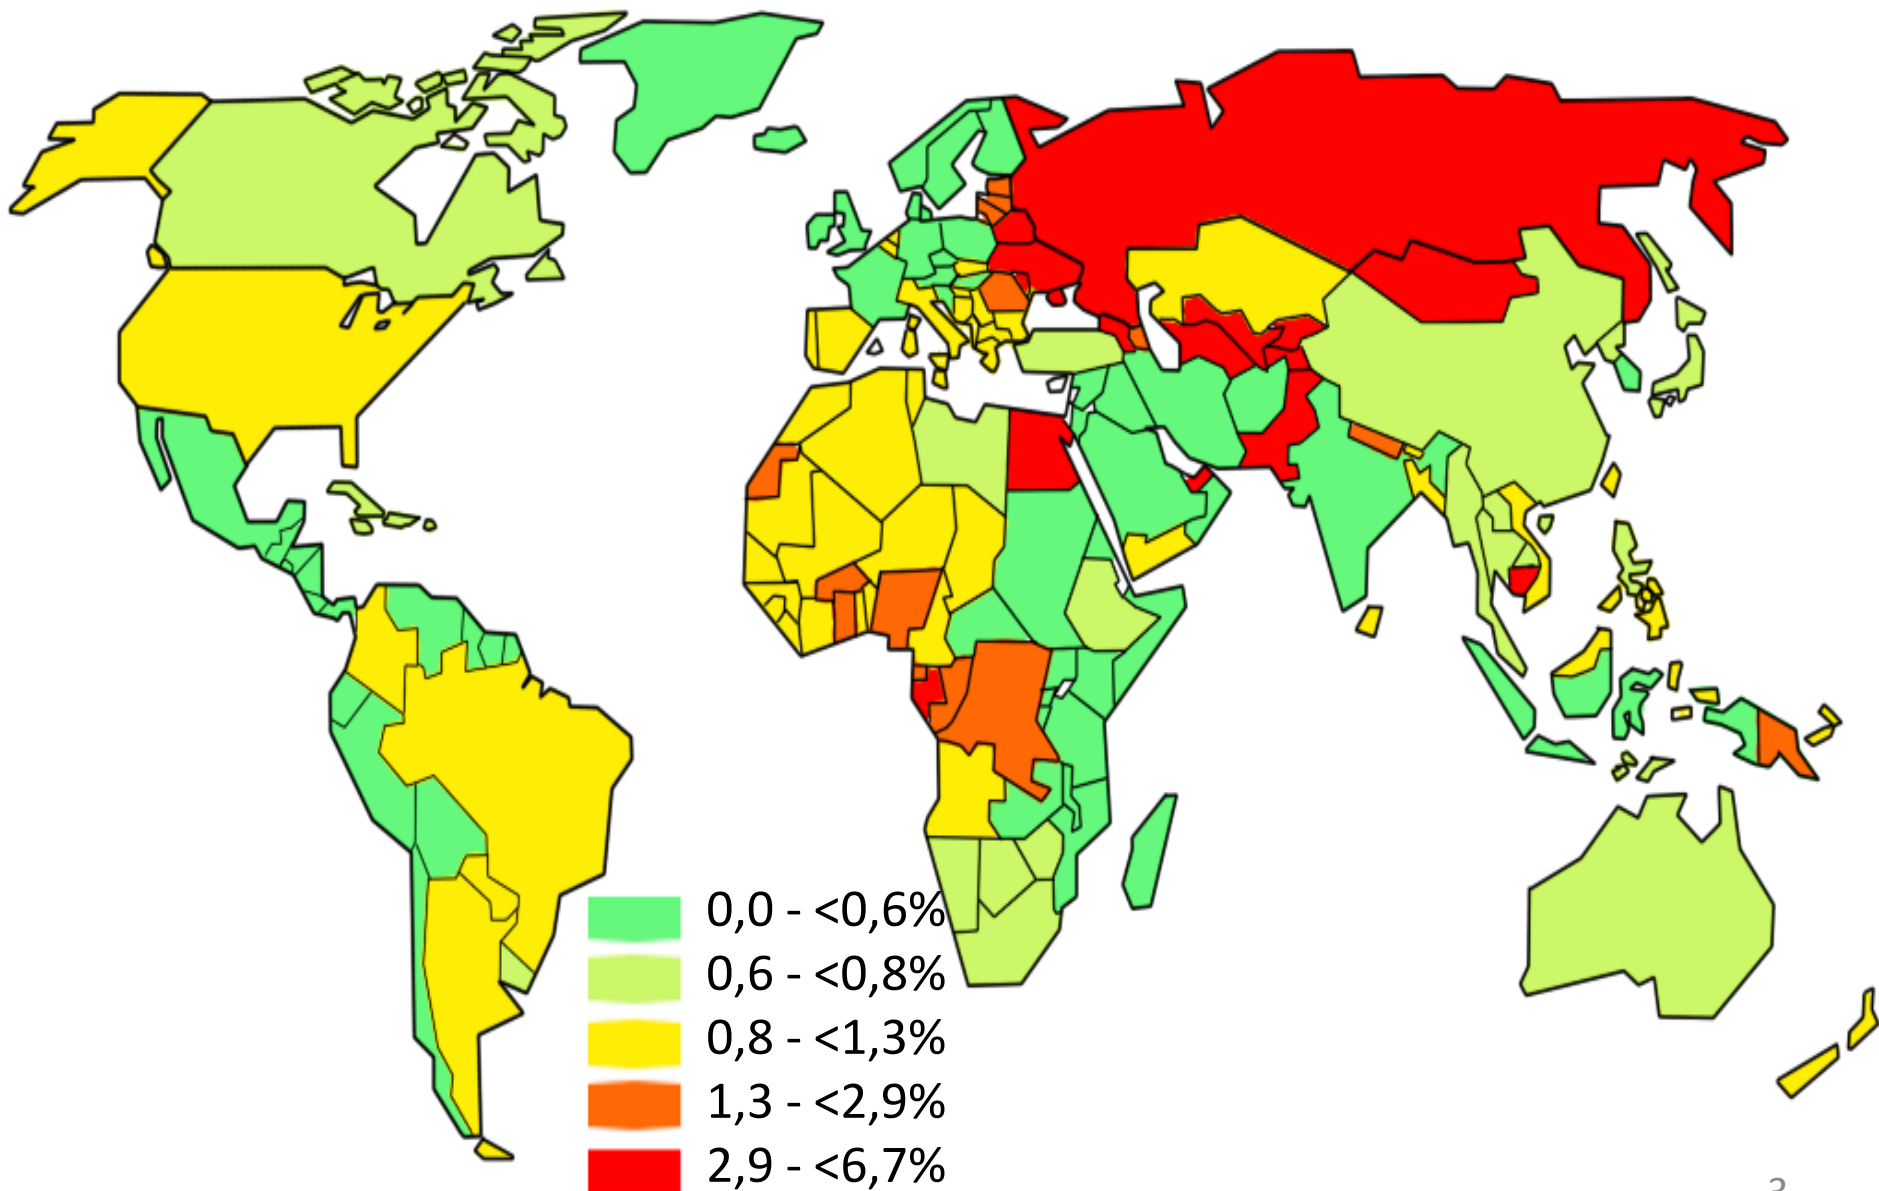 0,0 - <0,6%
0,6 - <0,8%
0,8 - <1,3%
1,3 - <2,9%
2,9 - <6,7%